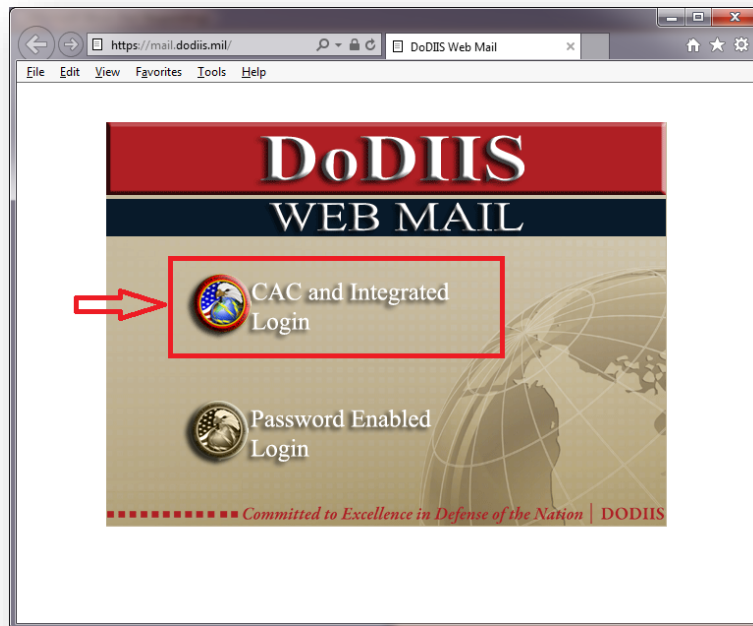 https://mail.dodiis.mil/
DoDIIS Web Mail
File Edit View Favorites Tools Help
DoDIIS
WEB MAIL
CAC and Integrated
Login
Password Enabled
Login
Committed to Excellence in Defense of the Nation | DODIIS